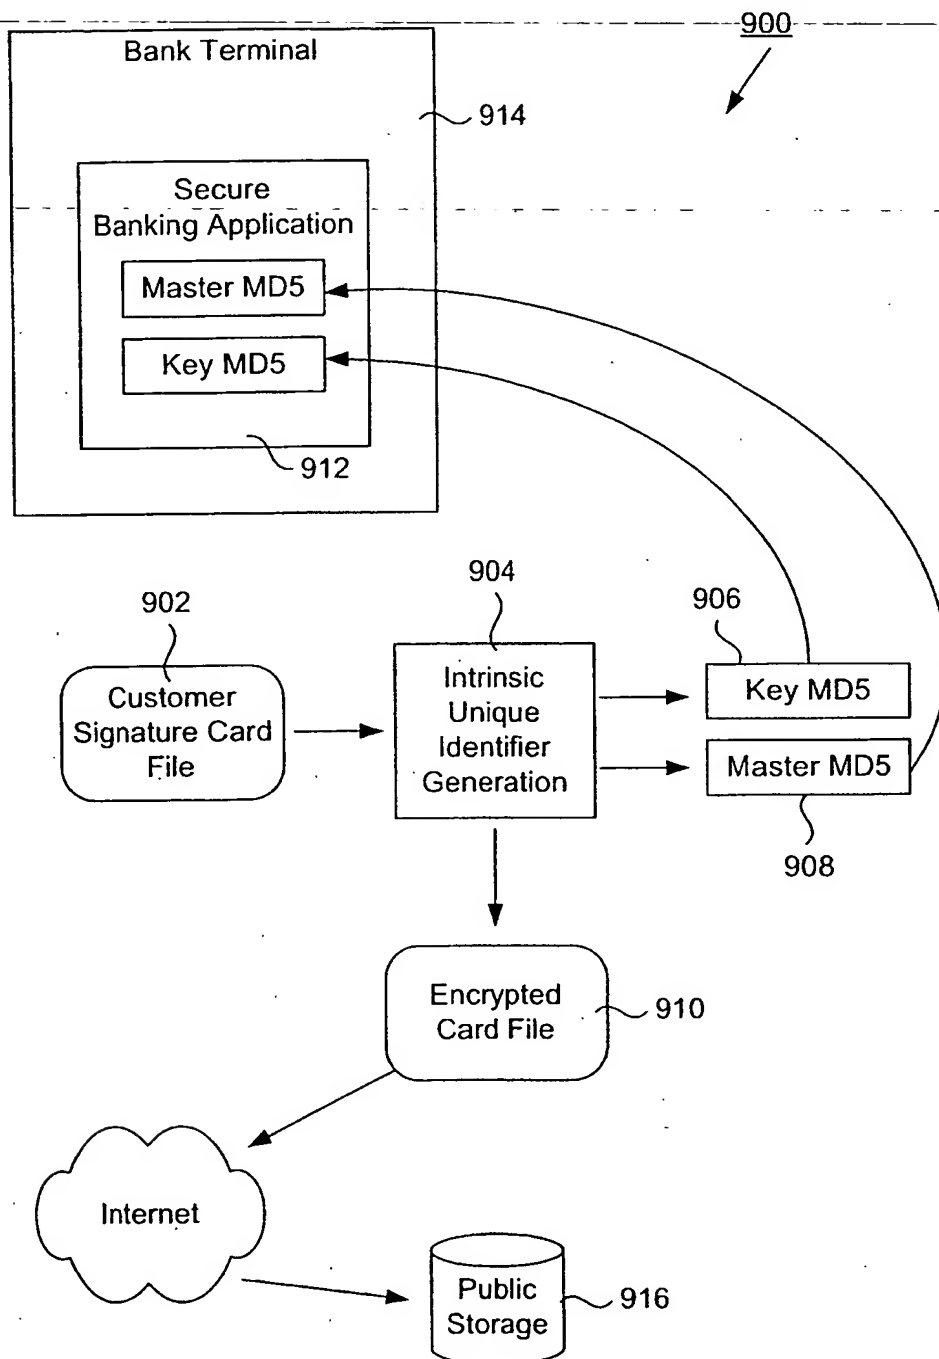 900
Bank Terminal
914
Secure
Banking Application
Master MD5
Key MD5
912
904
902
906
Customer
Signature Card
File
Intrinsic
Unique
Identifier
Generation
Key MD5
Master MD5
908
Encrypted
Card File
910
Internet
Public
Storage
916